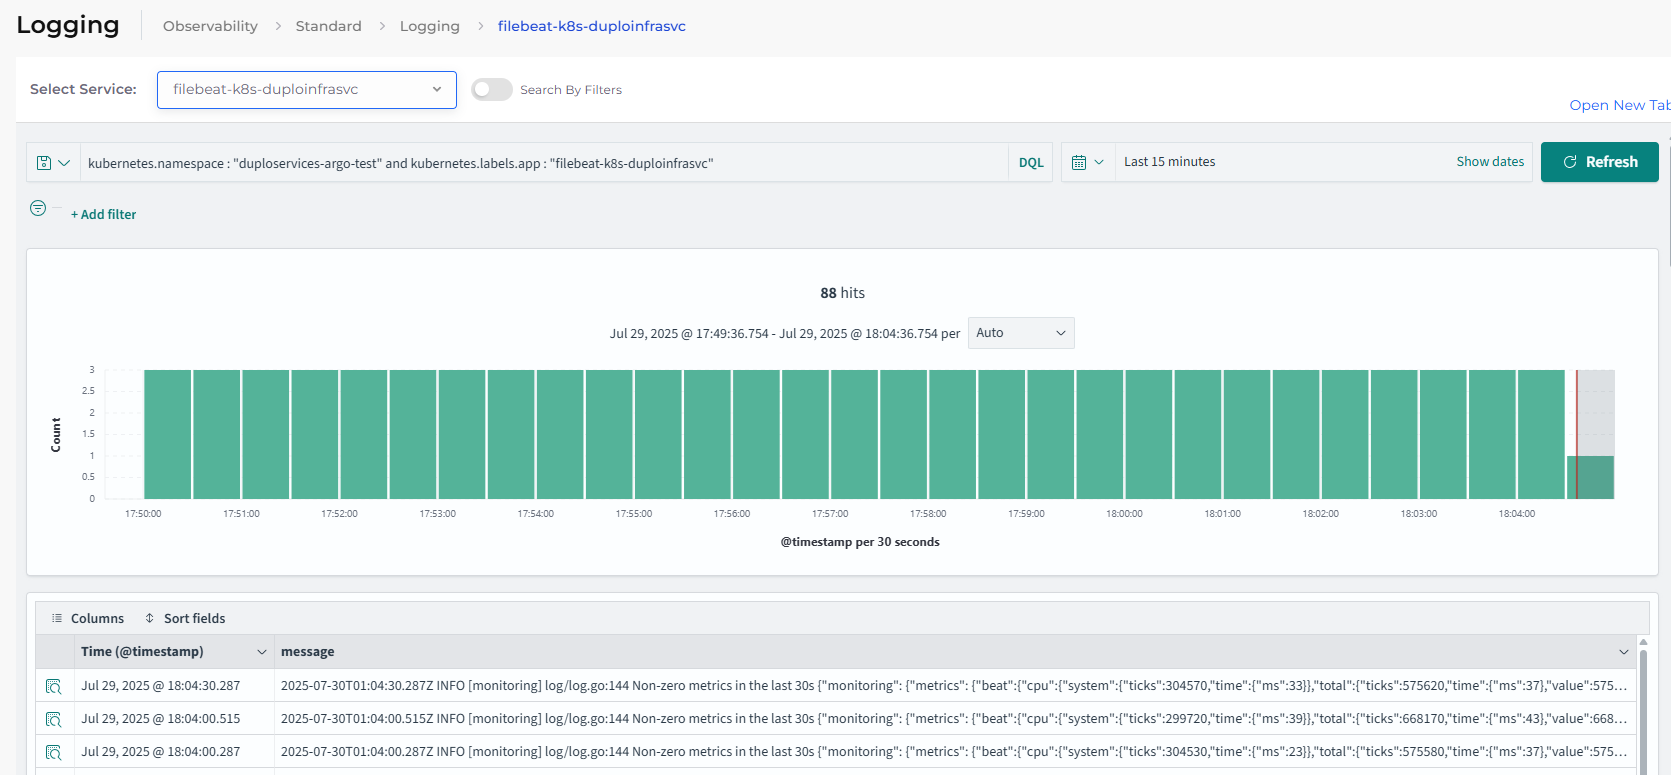 Logging Observability > Standard > Logging > filebeat-k8s-duploinfrasvc
Select Service: filebeat-k8s-duploinfrasvc Search By Filters
Open New Tab
kubernetes.namespace : "duploservices-argo-test" and kubernetes.labels.app : "filebeat-k8s-duploinfrasvc" DQL Last 15 minutes Show dates Refresh
+ Add filter
88 hits
Jul 29, 2025 @ 17:49:36.754 - Jul 29, 2025 @ 18:04:36.754 per Auto
3
2.5
2
1.5
1
0.5
0
Count
17:50:00 17:51:00 17:52:00 17:53:00 17:54:00 17:55:00 17:56:00 17:57:00 17:58:00 17:59:00 18:00:00 18:01:00 18:02:00 18:03:00 18:04:00
@timestamp per 30 seconds
Columns Sort fields
Time (@timestamp) message
Jul 29, 2025 @ 18:04:30.287 2025-07-30T01:04:30.287Z INFO [monitoring] log/log.go:144 Non-zero metrics in the last 30s {"monitoring": {"metrics": {"beat":{"cpu":{"system":{"ticks":304570,"time":{"ms":33}},"total":{"ticks":575620,"time":{"ms":37},"value":575...
Jul 29, 2025 @ 18:04:00.515 2025-07-30T01:04:00.515Z INFO [monitoring] log/log.go:144 Non-zero metrics in the last 30s {"monitoring": {"metrics": {"beat":{"cpu":{"system":{"ticks":299720,"time":{"ms":39}},"total":{"ticks":668170,"time":{"ms":43},"value":668...
Jul 29, 2025 @ 18:04:00.287 2025-07-30T01:04:00.287Z INFO [monitoring] log/log.go:144 Non-zero metrics in the last 30s {"monitoring": {"metrics": {"beat":{"cpu":{"system":{"ticks":304530,"time":{"ms":23}},"total":{"ticks":575580,"time":{"ms":37},"value":575...